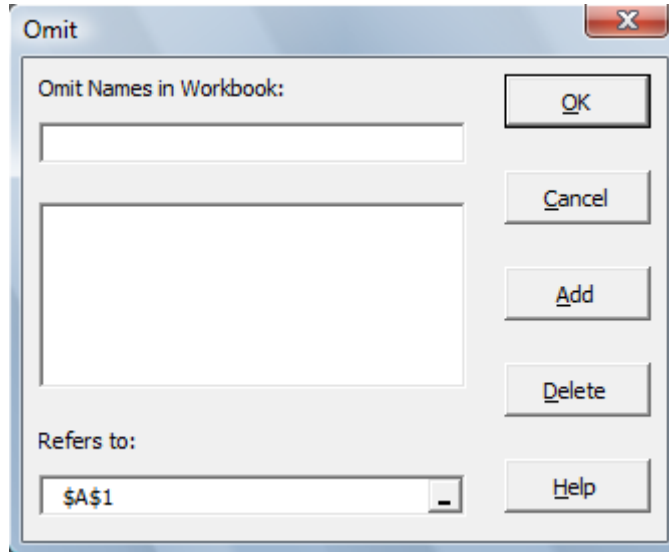 Omit
Omit Names in Workbook:
OK
Cancel
Add
Delete
Refers to:
$A$1
Help